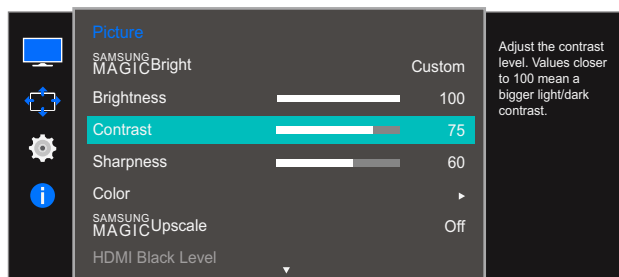 Picture
SAMSUNG
MAGICBright Custom
Brightness 100
Contrast 75
Sharpness 60
Color
SAMSUNG
MAGICUpscale Off
HDMI Black Level
Adjust the contrast
level. Values closer
to 100 mean a
bigger light/dark
contrast.